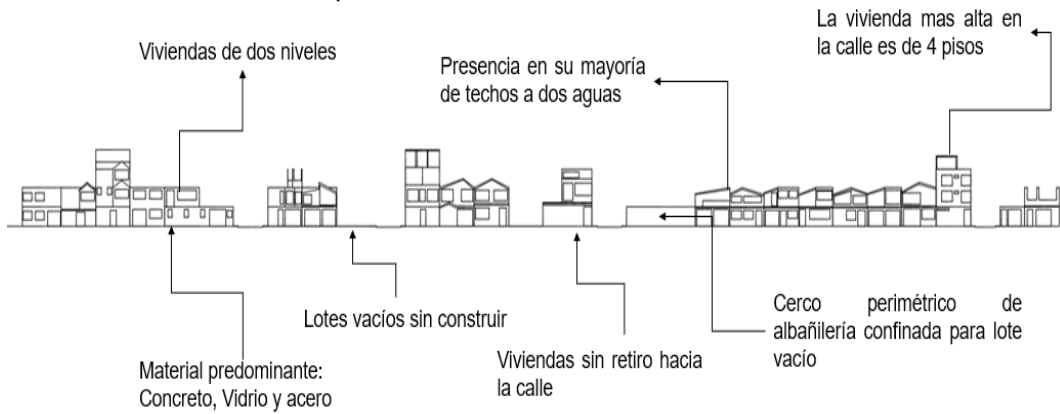 Viviendas de dos niveles
Presencia en su mayoría
de techos a dos aguas
La vivienda mas alta en
la calle es de 4 pisos
Material predominante:
Concreto, Vidrio y acero
Lotes vacíos sin construir
Viviendas sin retiro hacia
la calle
Cerco perimétrico de
albañilería confinada para lote
vacío